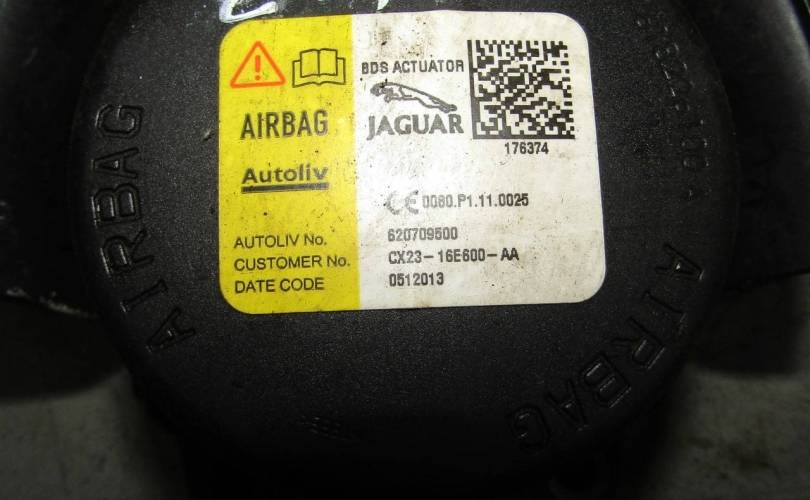 BDS ACTUATOR
AIRBAG
JAGUAR
176374
Autoliv
CE 0080.P1.11.0025
AUTOLIV No. 620709500
CUSTOMER No. CX23-16E600-AA
DATE CODE 0512013
AIRBAG
AIRBAG